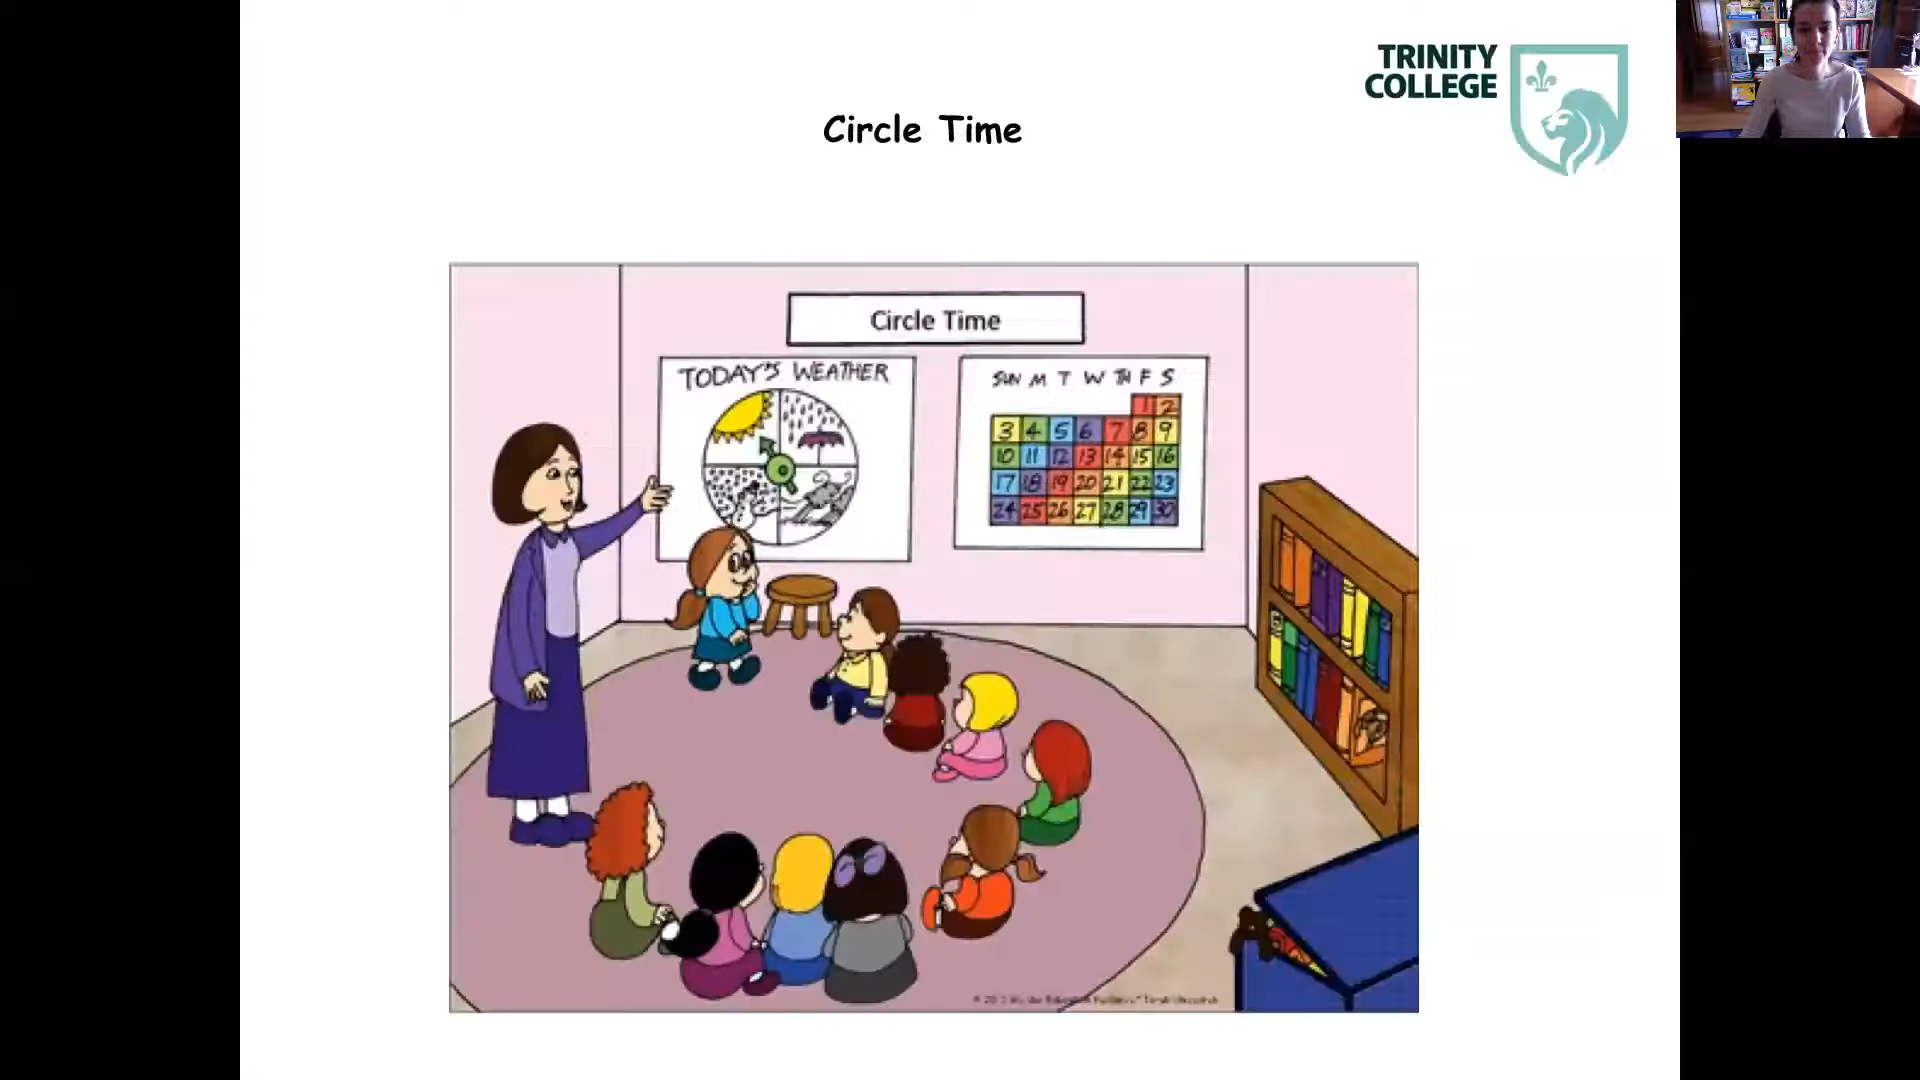 TRINITY
COLLEGE
Circle Time
Circle Time
TODAY'S WEATHER
SUN M T W TH F S
1 2
3 4 5 6 7 8 9
10 11 12 13 14 15 16
17 18 19 20 21 22 23
24 25 26 27 28 29 30